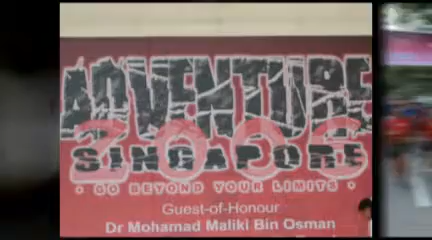 ADVENTURE
2006
SINGAPORE
• GO BEYOND YOUR LIMITS •
Guest-of-Honour
Dr Mohamad Maliki Bin Osman